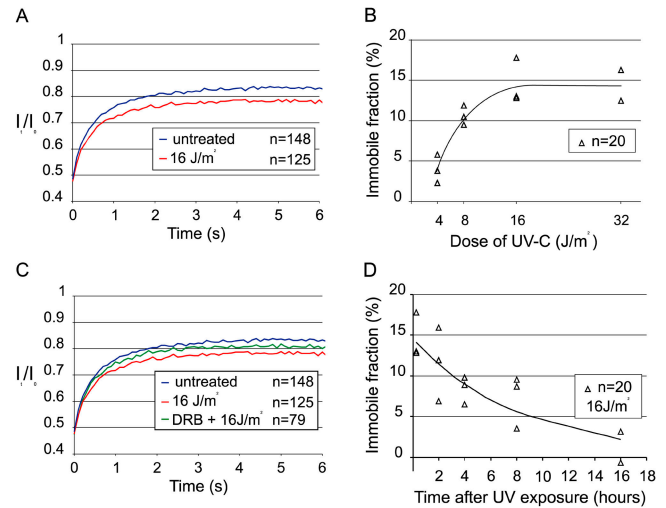 A
1
0.9
0.8
0.7
0.6
0.5
0.4
0 1 2 3 4 5 6
Time (s)
untreated n=148
16 J/m² n=125
B
Immobile fraction (%)
20
15
10
5
0
4 8 16 32
Dose of UV-C (J/m²)
n=20
C
1
0.9
0.8
0.7
0.6
0.5
0.4
0 1 2 3 4 5 6
Time (s)
untreated n=148
16 J/m² n=125
DRB + 16J/m² n=79
D
Immobile fraction (%)
20
15
10
5
0
0 2 4 6 8 10 12 14 16 18
Time after UV exposure (hours)
n=20
16J/m²